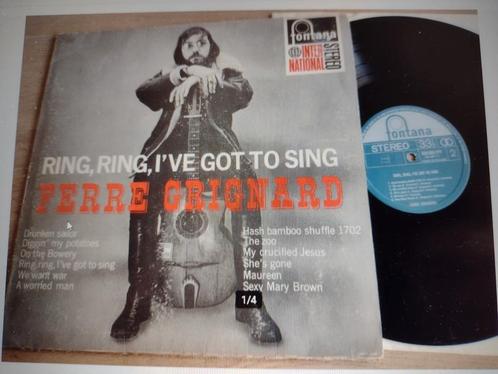 fontana
INTER
NATIONAL
STEREO
RING, RING, I'VE GOT TO SING
FERRE GRIGNARD
Drunken sailor
Diggin' my potatoes
On the Bowery
Ring ring, I've got to sing
We want war
A worried man
Hash bamboo shuffle 1702
The zoo
My crucified Jesus
She's gone
Maureen
Sexy Mary Brown
1/4
fontana
STEREO
33⅓
2
RING, RING, I'VE GOT TO SING